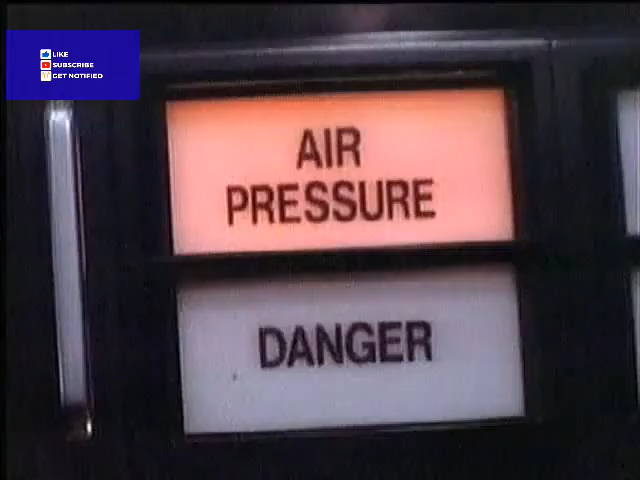 LIKE
SUBSCRIBE
GET NOTIFIED
AIR
PRESSURE
DANGER